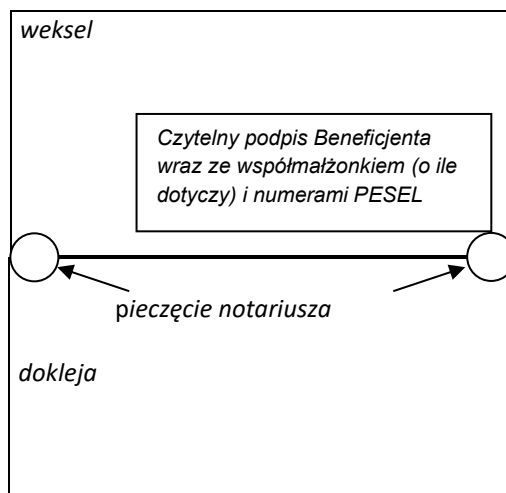 weksel
Czytelny podpis Beneficjenta
wraz ze współmałżonkiem (o ile
dotyczy) i numerami PESEL
pieczęcie notariusza
dokleja